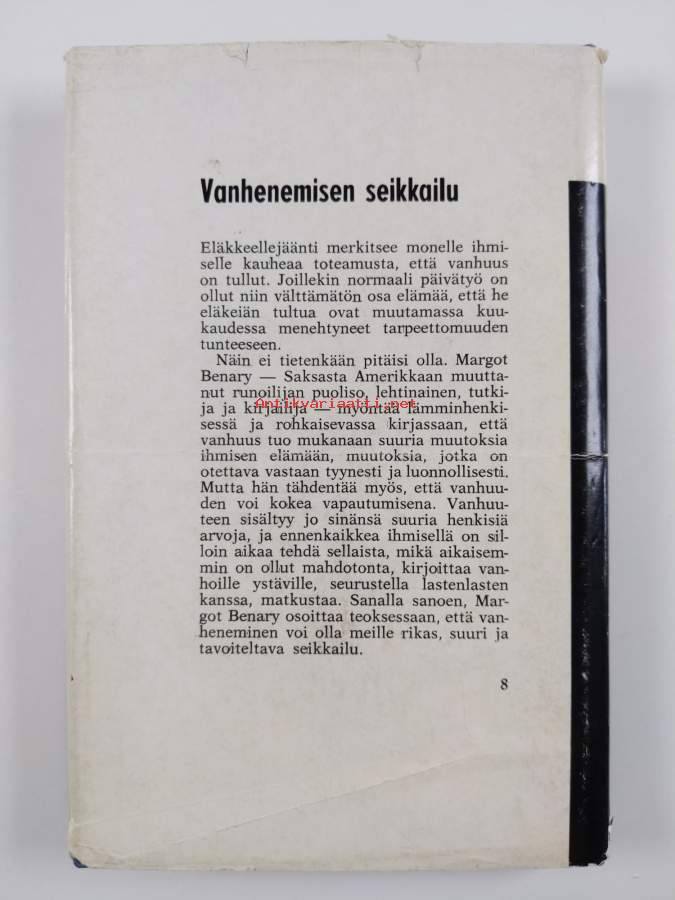 Vanhenemisen seikkailu
Eläkkeellejäänti merkitsee monelle ihmi-
selle kauheaa toteamusta, että vanhuus
on tullut. Joillekin normaali päivätyö on
ollut niin välttämätön osa elämää, että he
eläkeiän tultua ovat muutamassa kuu-
kaudessa menehtyneet tarpeettomuuden
tunteeseen.
Näin ei tietenkään pitäisi olla. Margot
Benary — Saksasta Amerikkaan muutta-
nut runoilijan puoliso, lehtinainen, tutki-
ja ja kirjailija — myöntää lämminhenki-
Antikvariaatti.net
sessä ja rohkaisevassa kirjassaan, että
vanhuus tuo mukanaan suuria muutoksia
ihmisen elämään, muutoksia, jotka on
otettava vastaan tyynesti ja luonnollisesti.
Mutta hän tähdentää myös, että vanhuu-
den voi kokea vapautumisena. Vanhuu-
teen sisältyy jo sinänsä suuria henkisiä
arvoja, ja ennenkaikkea ihmisellä on sil-
loin aikaa tehdä sellaista, mikä aikaisem-
min on ollut mahdotonta, kirjoittaa van-
hoille ystäville, seurustella lastenlasten
kanssa, matkustaa. Sanalla sanoen, Mar-
got Benary osoittaa teoksessaan, että van-
heneminen voi olla meille rikas, suuri ja
tavoiteltava seikkailu.
8